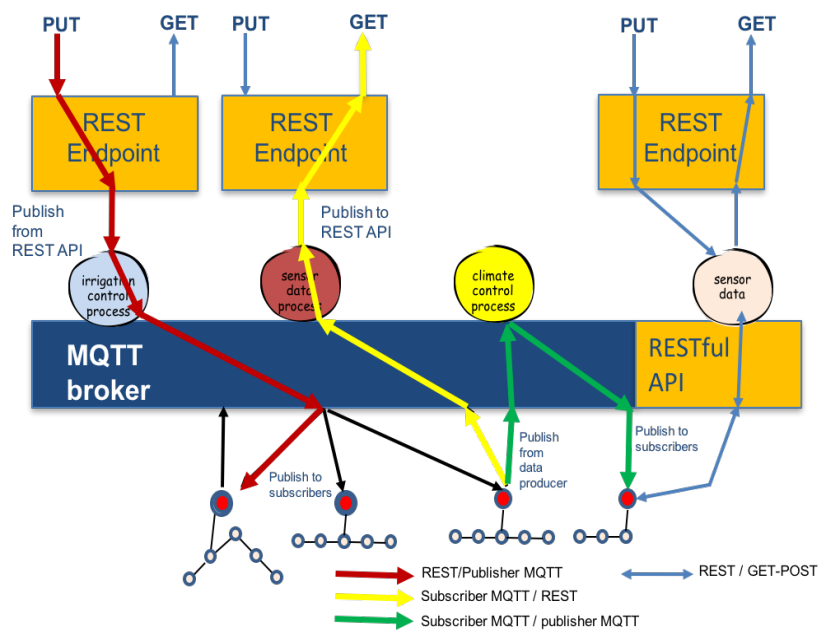 PUT
GET
PUT
GET
PUT
GET
REST
Endpoint
REST
Endpoint
REST
Endpoint
Publish
from
REST API
Publish to
REST API
irrigation
control
process
sensor
data
process
climate
control
process
sensor
data
MQTT
broker
RESTful
API
Publish to
subscribers
Publish
from
data
producer
Publish to
subscribers
REST/Publisher MQTT
Subscriber MQTT / REST
Subscriber MQTT / publisher MQTT
REST / GET-POST